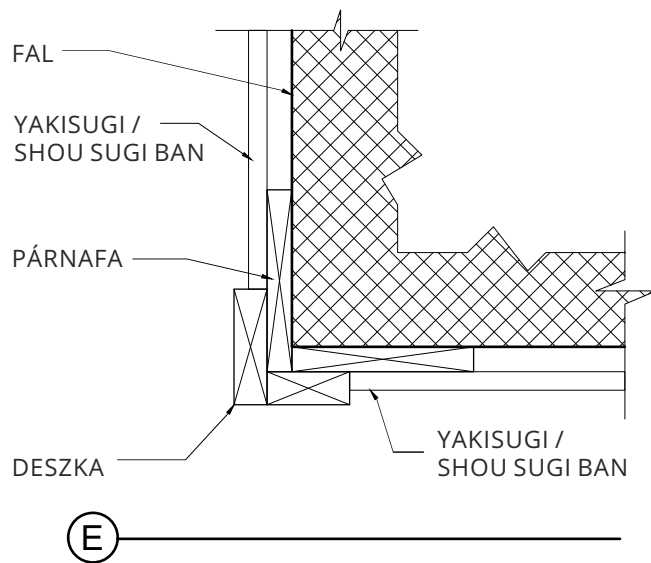 FAL
YAKISUGI /
SHOU SUGI BAN
PÁRNAFA
DESZKA
YAKISUGI /
SHOU SUGI BAN
E